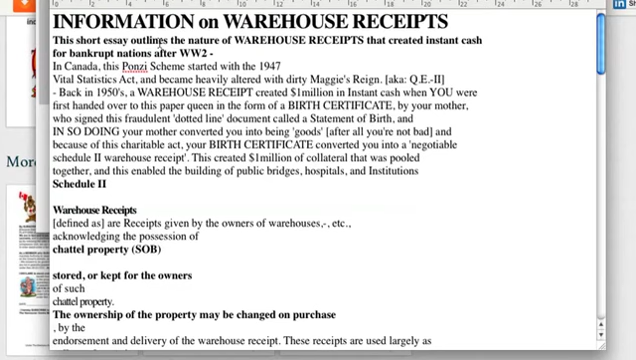 INFORMATION on WAREHOUSE RECEIPTS
This short essay outlines the nature of WAREHOUSE RECEIPTS that created instant cash
for bankrupt nations after WW2 -
In Canada, this Ponzi Scheme started with the 1947
Vital Statistics Act, and became heavily altered with dirty Maggie's Reign. [aka: Q.E.-II]
- Back in 1950's, a WAREHOUSE RECEIPT created $1million in Instant cash when YOU were
first handed over to this paper queen in the form of a BIRTH CERTIFICATE, by your mother,
who signed this fraudulent 'dotted line' document called a Statement of Birth, and
IN SO DOING your mother converted you into being 'goods' [after all you're not bad] and
because of this charitable act, your BIRTH CERTIFICATE converted you into a 'negotiable
schedule II warehouse receipt'. This created $1million of collateral that was pooled
together, and this enabled the building of public bridges, hospitals, and Institutions
Schedule II
Warehouse Receipts
[defined as] are Receipts given by the owners of warehouses,-, etc.,
acknowledging the possession of
chattel property (SOB)
stored, or kept for the owners
of such
chattel property.
The ownership of the property may be changed on purchase
, by the
endorsement and delivery of the warehouse receipt. These receipts are used largely as
More
Sh